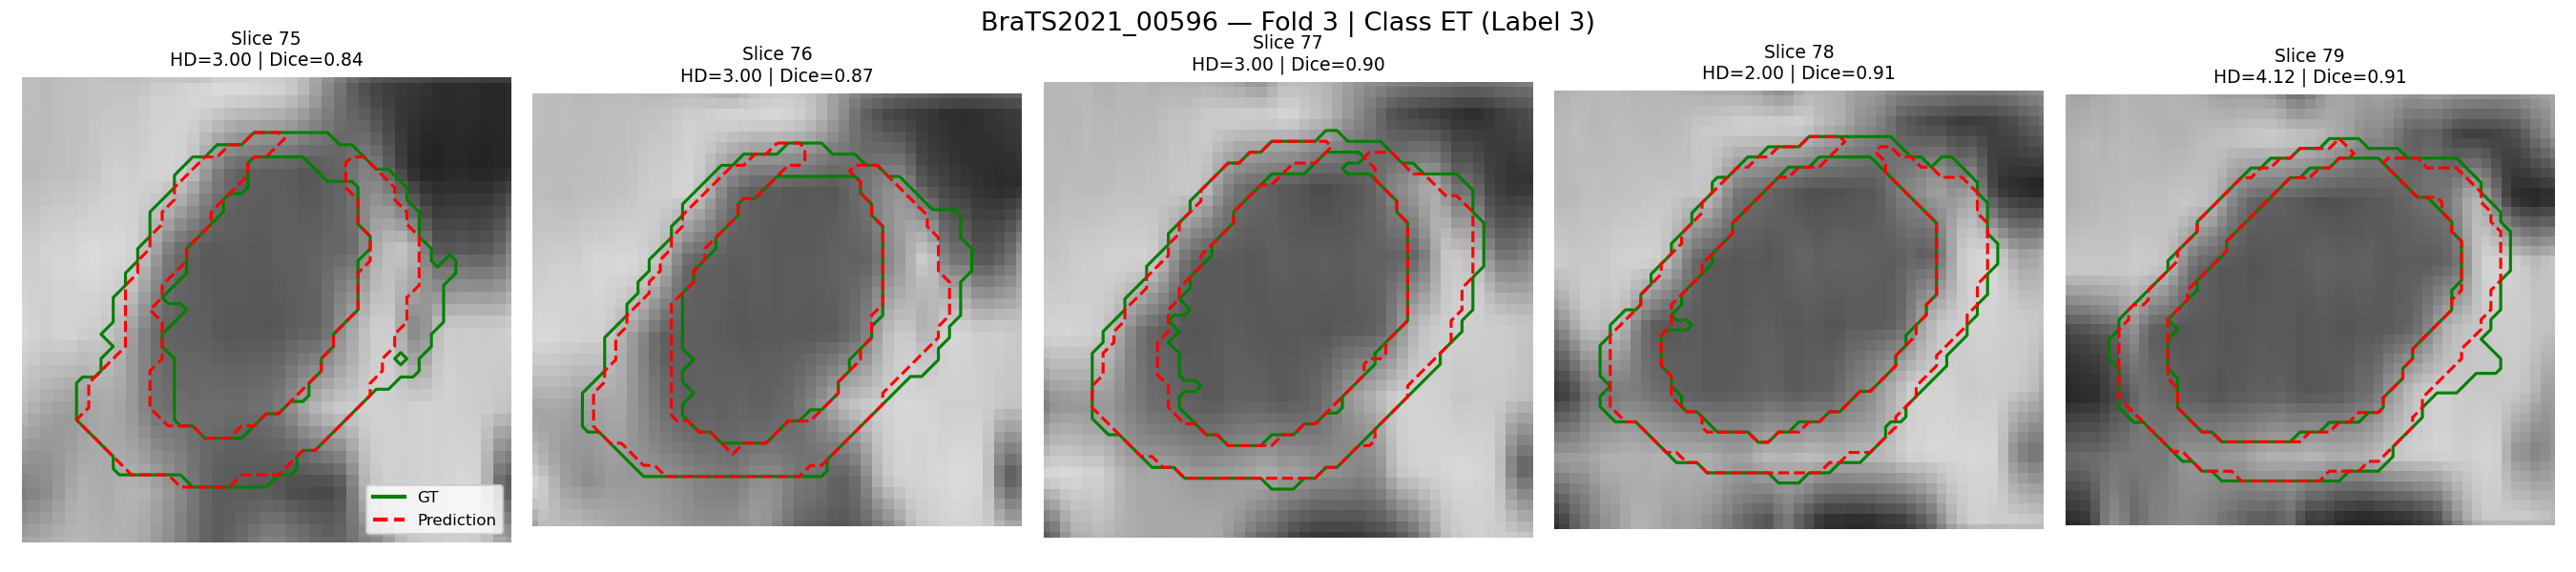 BraTS2021_00596 — Fold 3 | Class ET (Label 3)
Slice 75
HD=3.00 | Dice=0.84
Slice 76
HD=3.00 | Dice=0.87
Slice 77
HD=3.00 | Dice=0.90
Slice 78
HD=2.00 | Dice=0.91
Slice 79
HD=4.12 | Dice=0.91
GT
Prediction